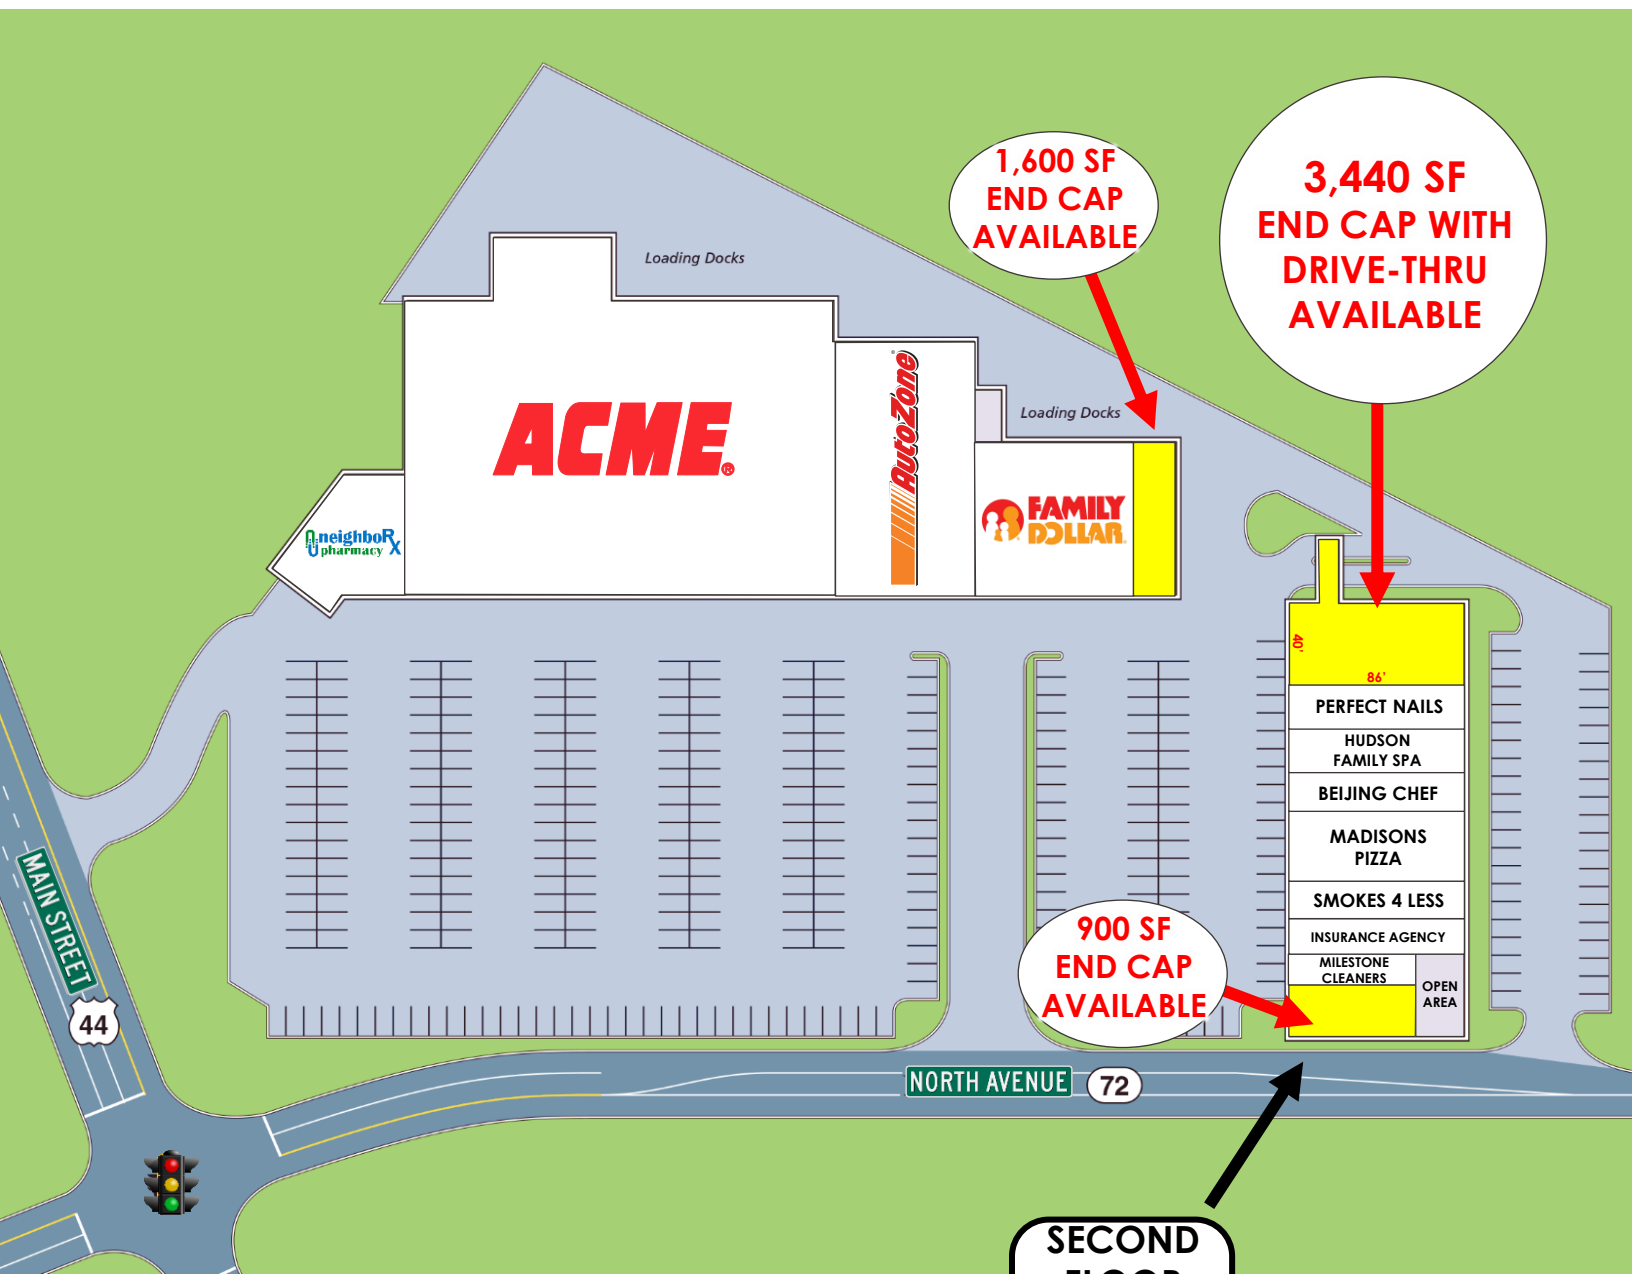 1,600 SF
END CAP
AVAILABLE
3,440 SF
END CAP WITH
DRIVE-THRU
AVAILABLE
Loading Docks
Loading Docks
ACME®
AutoZone
FAMILY
DOLLAR
neighboRx
pharmacy
40'
86'
PERFECT NAILS
HUDSON
FAMILY SPA
BEIJING CHEF
MADISONS
PIZZA
SMOKES 4 LESS
INSURANCE AGENCY
MILESTONE
CLEANERS
OPEN
AREA
900 SF
END CAP
AVAILABLE
MAIN STREET
44
NORTH AVENUE
72
SECOND
FLOOR